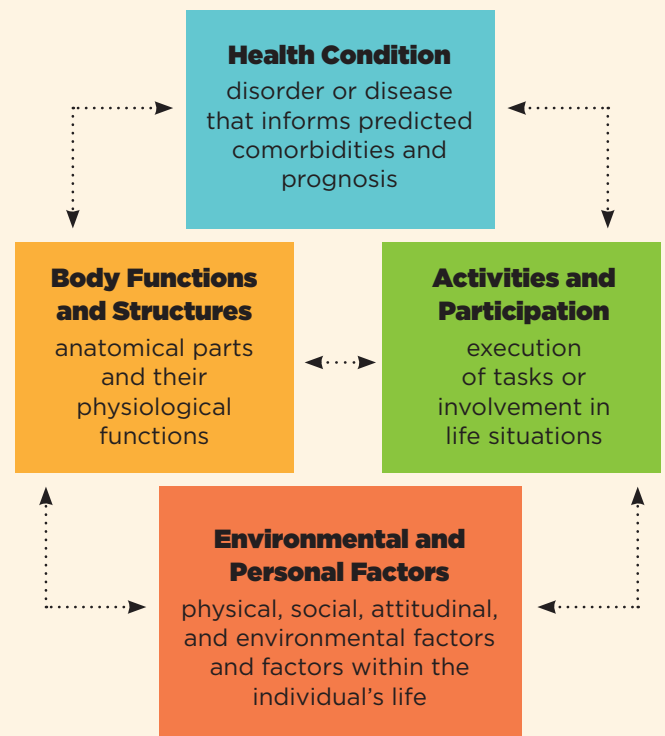 Health Condition
disorder or disease
that informs predicted
comorbidities and
prognosis
Body Functions
and Structures
anatomical parts
and their
physiological
functions
Activities and
Participation
execution
of tasks or
involvement in
life situations
Environmental and
Personal Factors
physical, social, attitudinal,
and environmental factors
and factors within the
individual’s life